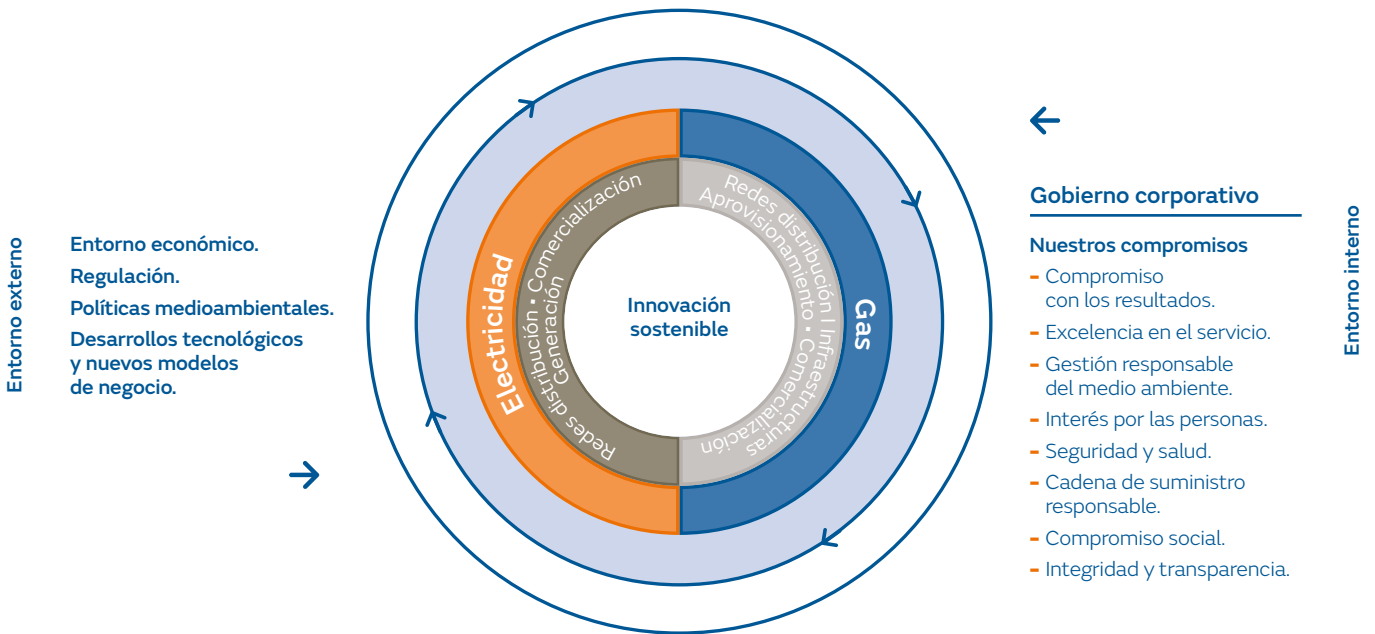 Entorno externo
Entorno económico.
Regulación.
Políticas medioambientales.
Desarrollos tecnológicos
y nuevos modelos
de negocio.
Electricidad
Redes distribución • Comercialización
Generación
Innovación
sostenible
Redes distribución | Infraestructuras
Aprovisionamiento • Comercialización
Gas
Gobierno corporativo
Nuestros compromisos
- Compromiso
con los resultados.
- Excelencia en el servicio.
- Gestión responsable
del medio ambiente.
- Interés por las personas.
- Seguridad y salud.
- Cadena de suministro
responsable.
- Compromiso social.
- Integridad y transparencia.
Entorno interno